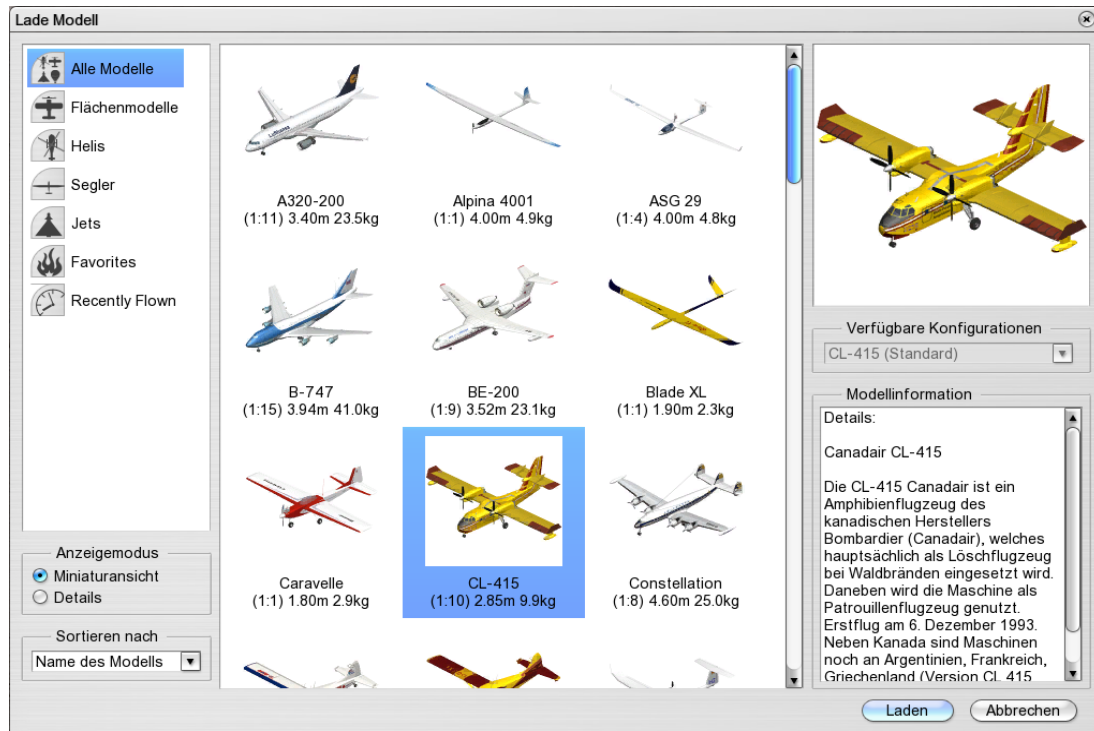 Lade Modell
Alle Modelle
Flächenmodelle
Helis
Segler
Jets
Favorites
Recently Flown
Anzeigemodus
Miniaturansicht
Details
Sortieren nach
Name des Modells
Lufthansa
A320-200
(1:11) 3.40m 23.5kg
Alpina 4001
(1:1) 4.00m 4.9kg
ASG 29
(1:4) 4.00m 4.8kg
B-747
(1:15) 3.94m 41.0kg
BE-200
(1:9) 3.52m 23.1kg
Blade XL
(1:1) 1.90m 2.3kg
Caravelle
(1:1) 1.80m 2.9kg
CL-415
(1:10) 2.85m 9.9kg
Constellation
(1:8) 4.60m 25.0kg
Verfügbare Konfigurationen
CL-415 (Standard)
Modellinformation
Details:
Canadair CL-415
Die CL-415 Canadair ist ein
Amphibienflugzeug des
kanadischen Herstellers
Bombardier (Canadair), welches
hauptsächlich als Löschflugzeug
bei Waldbränden eingesetzt wird.
Daneben wird die Maschine als
Patrouillenflugzeug genutzt.
Erstflug am 6. Dezember 1993.
Neben Kanada sind Maschinen
noch an Argentinien, Frankreich,
Griechenland (Version CL 415
Laden
Abbrechen